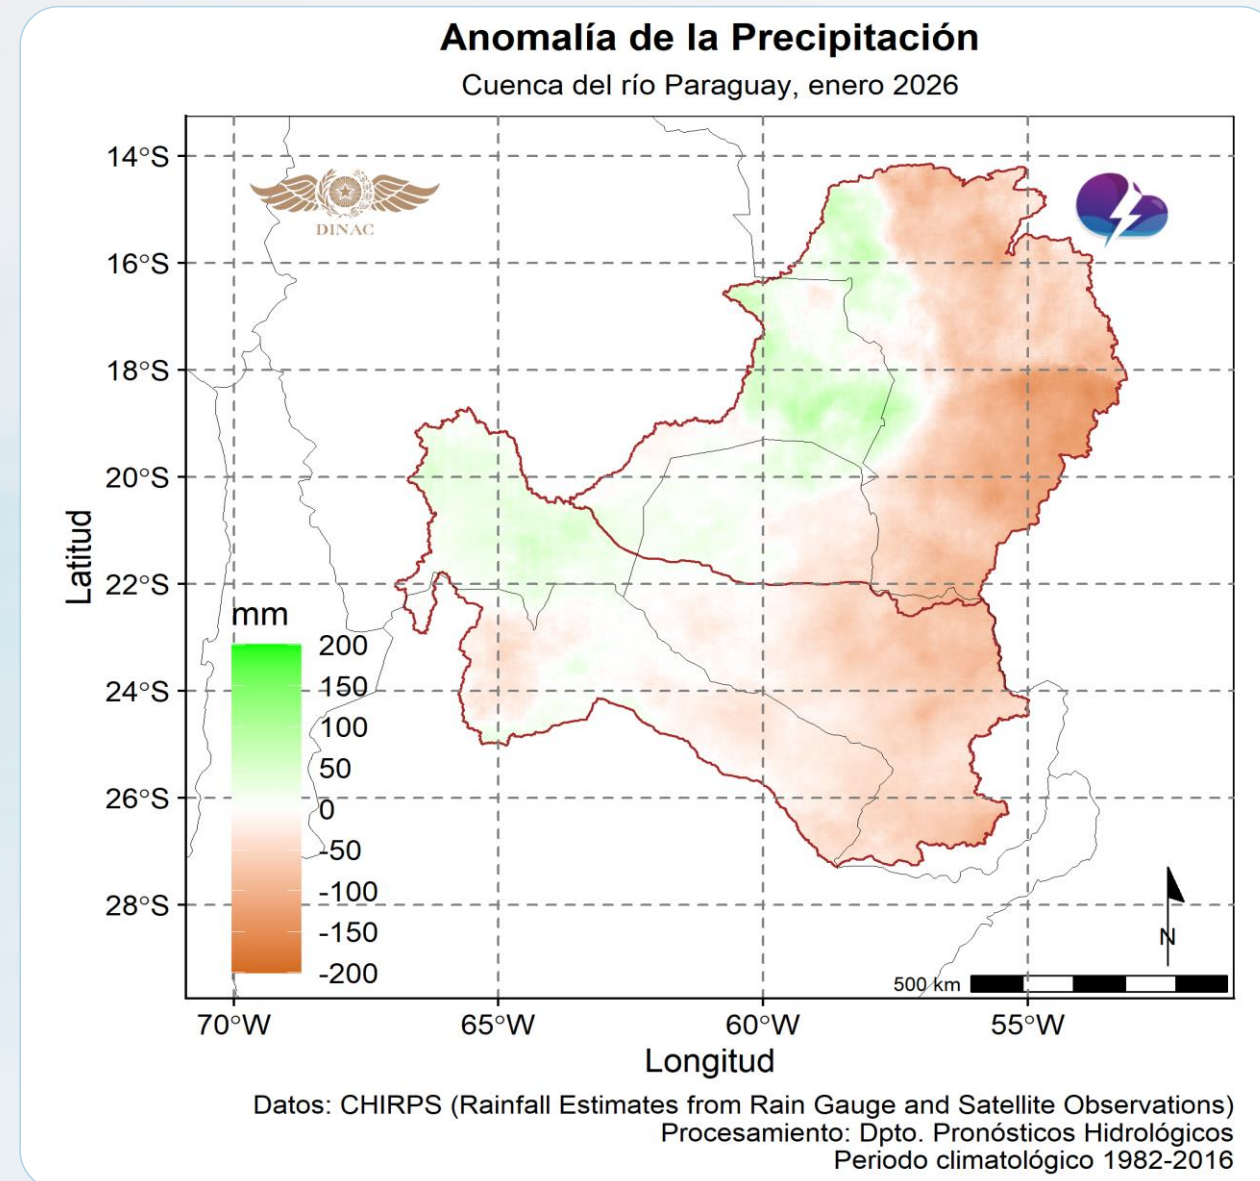 Anomalía de la Precipitación
Cuenca del río Paraguay, enero 2026
14°S
16°S
18°S
20°S
22°S
24°S
26°S
28°S
Latitud
DINAC
mm
200
150
100
50
0
-50
-100
-150
-200
N
500 km
70°W
65°W
60°W
55°W
Longitud
Datos: CHIRPS (Rainfall Estimates from Rain Gauge and Satellite Observations)
Procesamiento: Dpto. Pronósticos Hidrológicos
Periodo climatológico 1982-2016